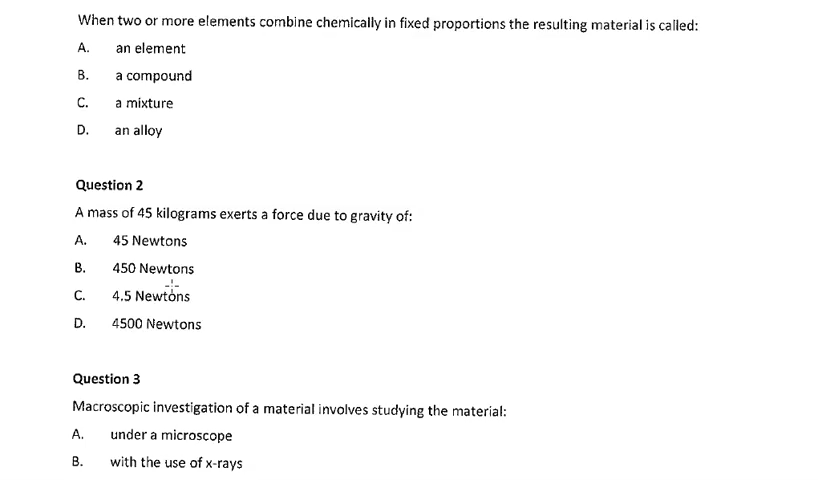 When two or more elements combine chemically in fixed proportions the resulting material is called:
A. an element
B. a compound
C. a mixture
D. an alloy
Question 2
A mass of 45 kilograms exerts a force due to gravity of:
A. 45 Newtons
B. 450 Newtons
C. 4.5 Newtons
D. 4500 Newtons
Question 3
Macroscopic investigation of a material involves studying the material:
A. under a microscope
B. with the use of x-rays